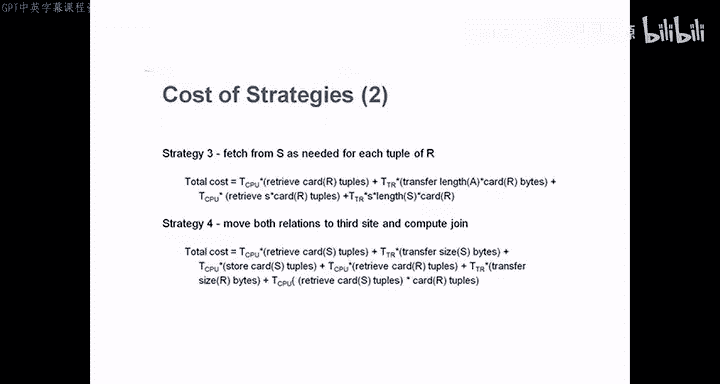 GPT中英字幕课程
bilibili
Cost of Strategies (2)
Strategy 3 - fetch from S as needed for each tuple of R
Total cost = TCPU*(retrieve card(R) tuples) + TTR*(transfer length(A)*card(R) bytes) +
TCPU* (retrieve s*card(R) tuples) +TTR*s*length(S)*card(R)
Strategy 4 - move both relations to third site and compute join
Total cost = TCPU*(retrieve card(S) tuples) + TTR*(transfer size(S) bytes) +
TCPU*(store card(S) tuples) + TCPU*(retrieve card(R) tuples) + TTR*(transfer
size(R) bytes) + TCPU( (retrieve card(S) tuples) * card(R) tuples)